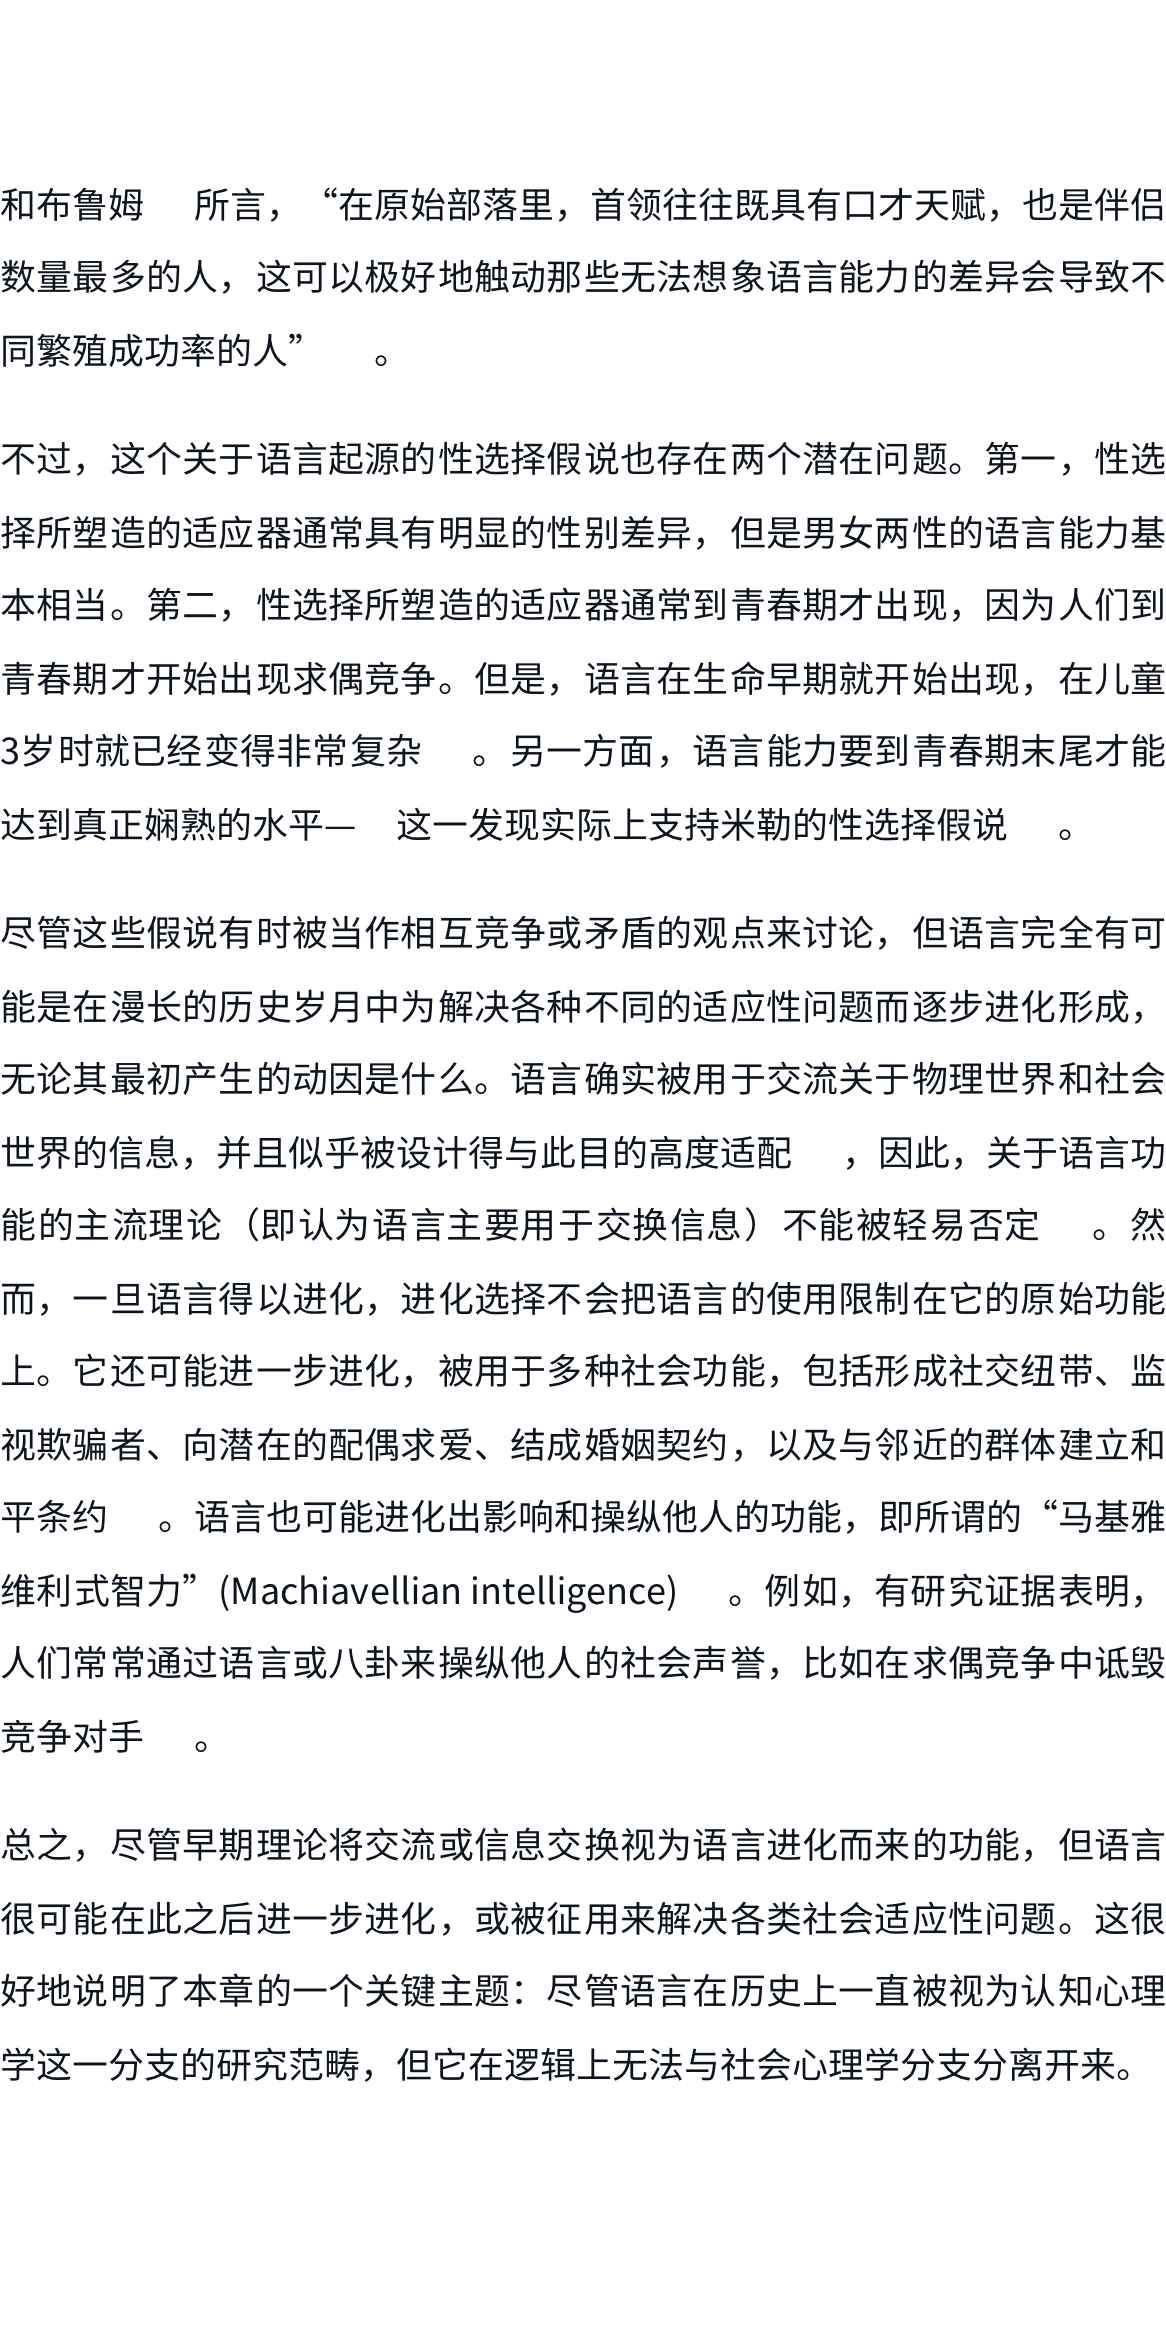 和布鲁姆 所言，“在原始部落里，首领往往既具有口才天赋，也是伴侣
数量最多的人，这可以极好地触动那些无法想象语言能力的差异会导致不
同繁殖成功率的人” 。
不过，这个关于语言起源的性选择假说也存在两个潜在问题。第一，性选
择所塑造的适应器通常具有明显的性别差异，但是男女两性的语言能力基
本相当。第二，性选择所塑造的适应器通常到青春期才出现，因为人们到
青春期才开始出现求偶竞争。但是，语言在生命早期就开始出现，在儿童
3岁时就已经变得非常复杂 。另一方面，语言能力要到青春期末尾才能
达到真正娴熟的水平— 这一发现实际上支持米勒的性选择假说 。
尽管这些假说有时被当作相互竞争或矛盾的观点来讨论，但语言完全有可
能是在漫长的历史岁月中为解决各种不同的适应性问题而逐步进化形成，
无论其最初产生的动因是什么。语言确实被用于交流关于物理世界和社会
世界的信息，并且似乎被设计得与此目的高度适配 ，因此，关于语言功
能的主流理论（即认为语言主要用于交换信息）不能被轻易否定 。然
而，一旦语言得以进化，进化选择不会把语言的使用限制在它的原始功能
上。它还可能进一步进化，被用于多种社会功能，包括形成社交纽带、监
视欺骗者、向潜在的配偶求爱、结成婚姻契约，以及与邻近的群体建立和
平条约 。语言也可能进化出影响和操纵他人的功能，即所谓的“马基雅
维利式智力”(Machiavellian intelligence) 。例如，有研究证据表明，
人们常常通过语言或八卦来操纵他人的社会声誉，比如在求偶竞争中诋毁
竞争对手 。
总之，尽管早期理论将交流或信息交换视为语言进化而来的功能，但语言
很可能在此之后进一步进化，或被征用来解决各类社会适应性问题。这很
好地说明了本章的一个关键主题：尽管语言在历史上一直被视为认知心理
学这一分支的研究范畴，但它在逻辑上无法与社会心理学分支分离开来。